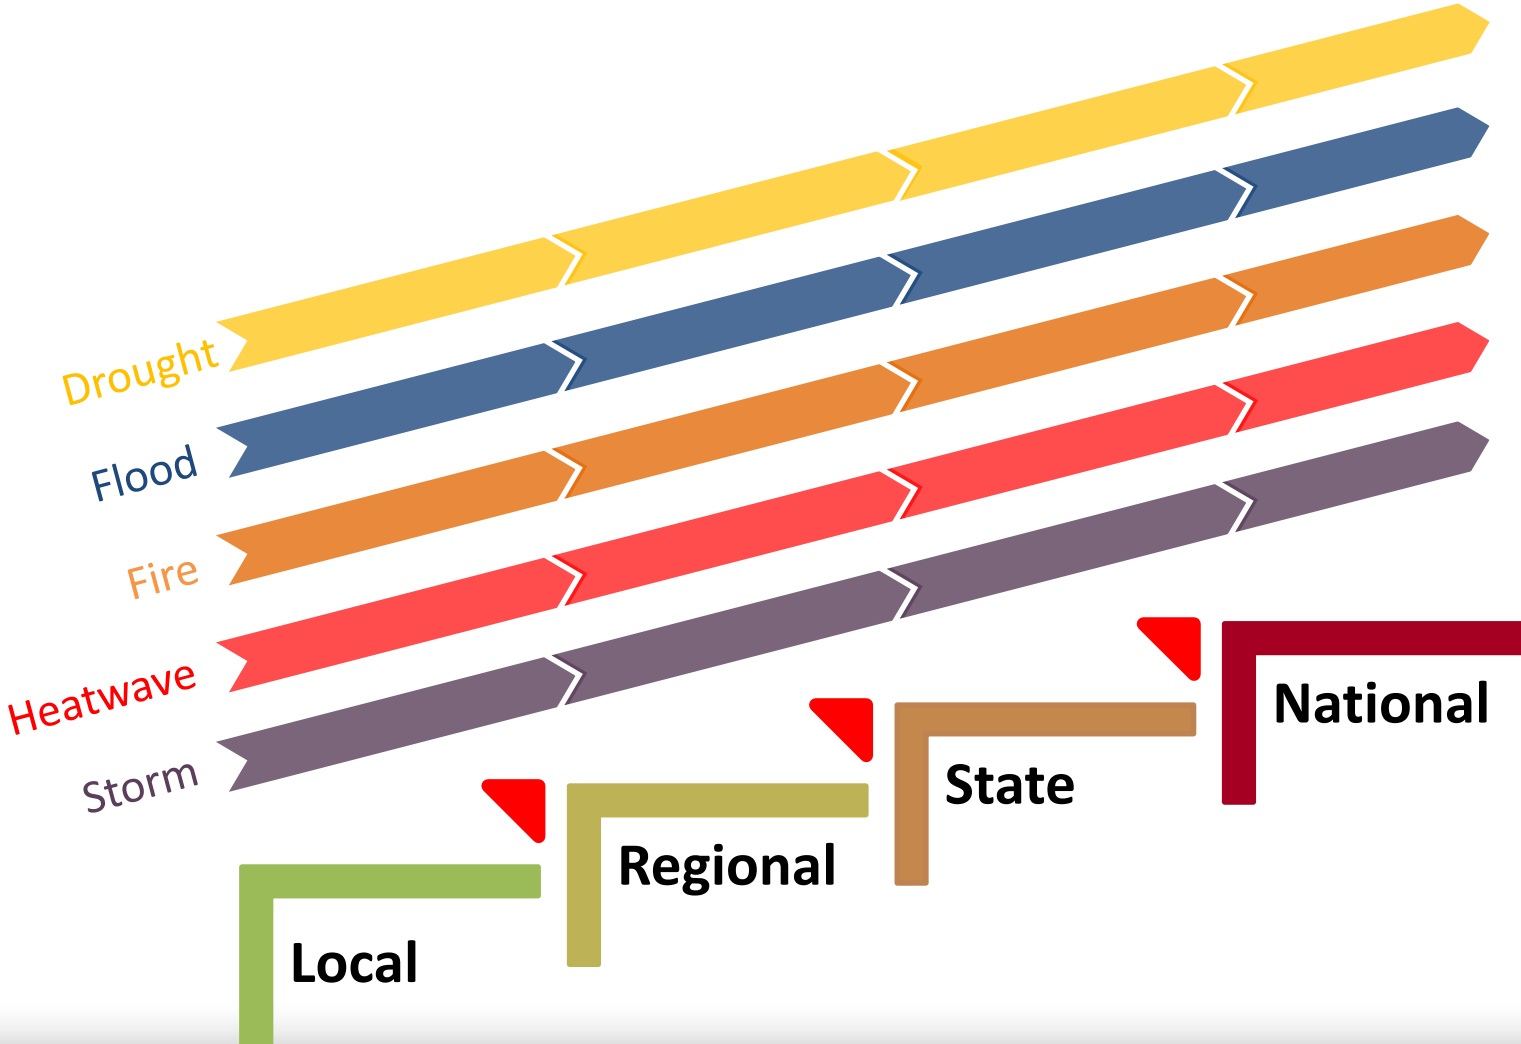 Drought
Flood
Fire
Heatwave
Storm
National
State
Regional
Local